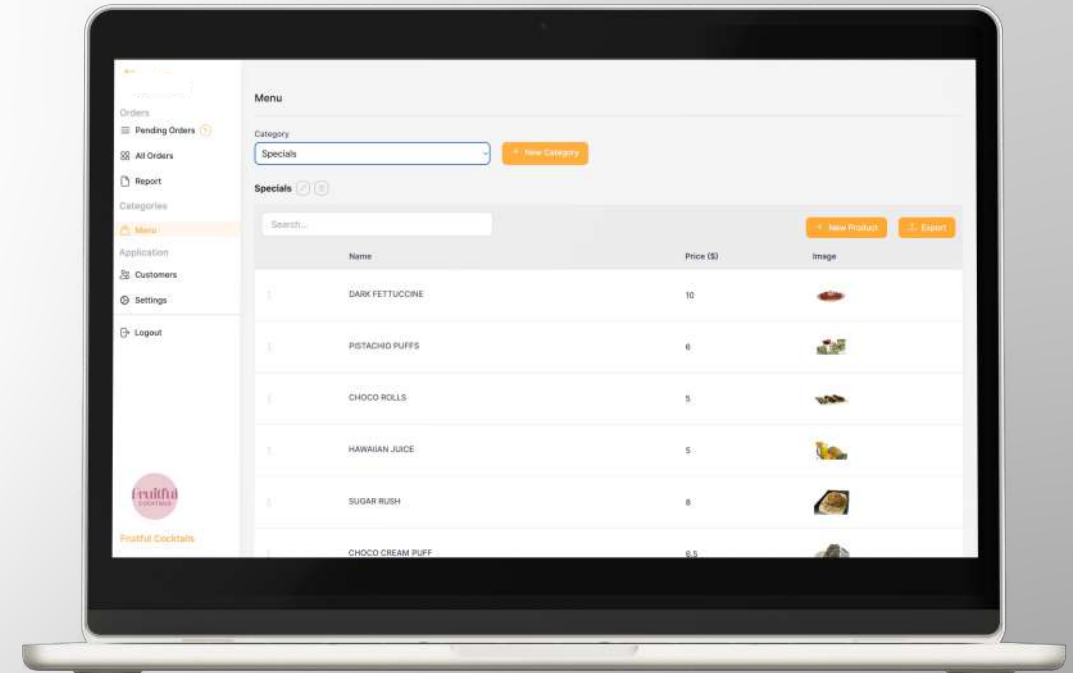 Orders
Pending Orders
All Orders
Report
Categories
Menu
Application
Customers
Settings
Logout
Fruitful
COCKTAILS
Fruitful Cocktails
Menu
Category
Specials
+ New Category
Specials
Search...
+ New Product
Export
Name Price ($) Image
DARK FETTUCCINE 10
PISTACHIO PUFFS 6
CHOCO ROLLS 5
HAWAIIAN JUICE 5
SUGAR RUSH 8
CHOCO CREAM PUFF 6.5